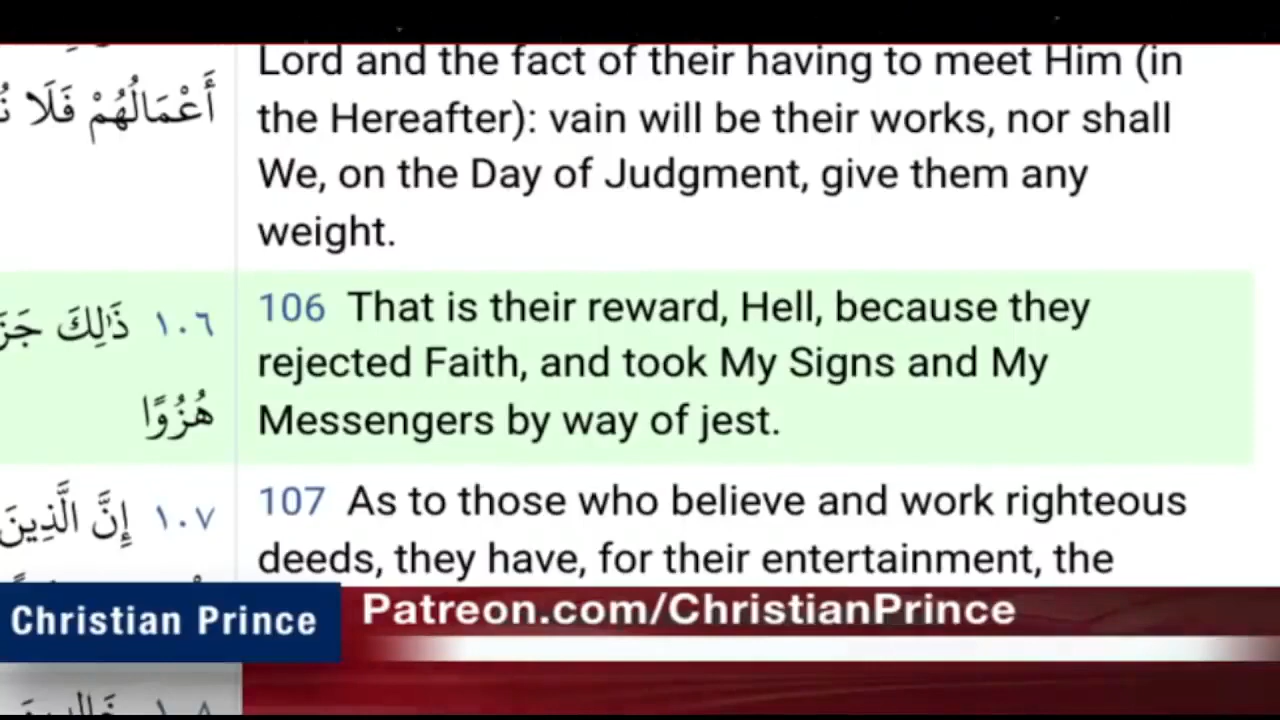 Lord and the fact of their having to meet Him (in
أَعْمَالُهُمْ فَلَا
the Hereafter): vain will be their works, nor shall
We, on the Day of Judgment, give them any
weight.
١٠٦ ذَٰلِكَ
هُزُوًا
106 That is their reward, Hell, because they
rejected Faith, and took My Signs and My
Messengers by way of jest.
١٠٧ إِنَّ الَّذِينَ
107 As to those who believe and work righteous
deeds, they have, for their entertainment, the
Christian Prince
Patreon.com/ChristianPrince